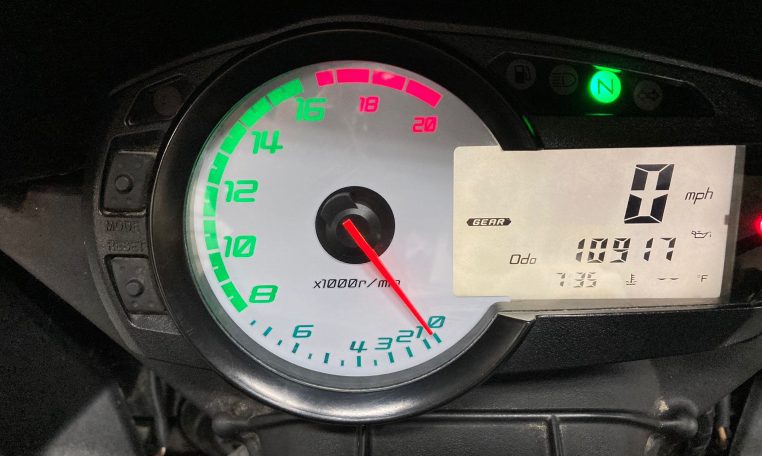 16
18
20
14
12
10
8
6
4
3
2
1
0
x1000r/min
MODE
RESET
N
0 mph
GEAR
Odo 10917
7:35 -- °F